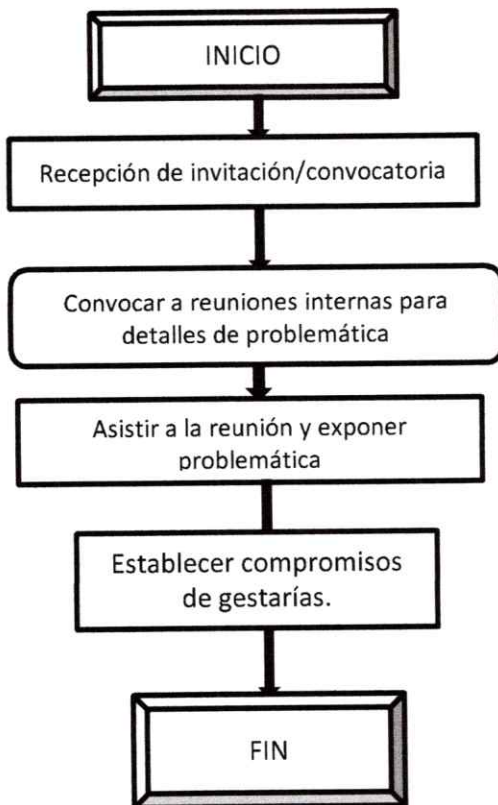 INICIO
Recepción de invitación/convocatoria
Convocar a reuniones internas para
detalles de problemática
Asistir a la reunión y exponer
problemática
Establecer compromisos
de gestarías.
FIN